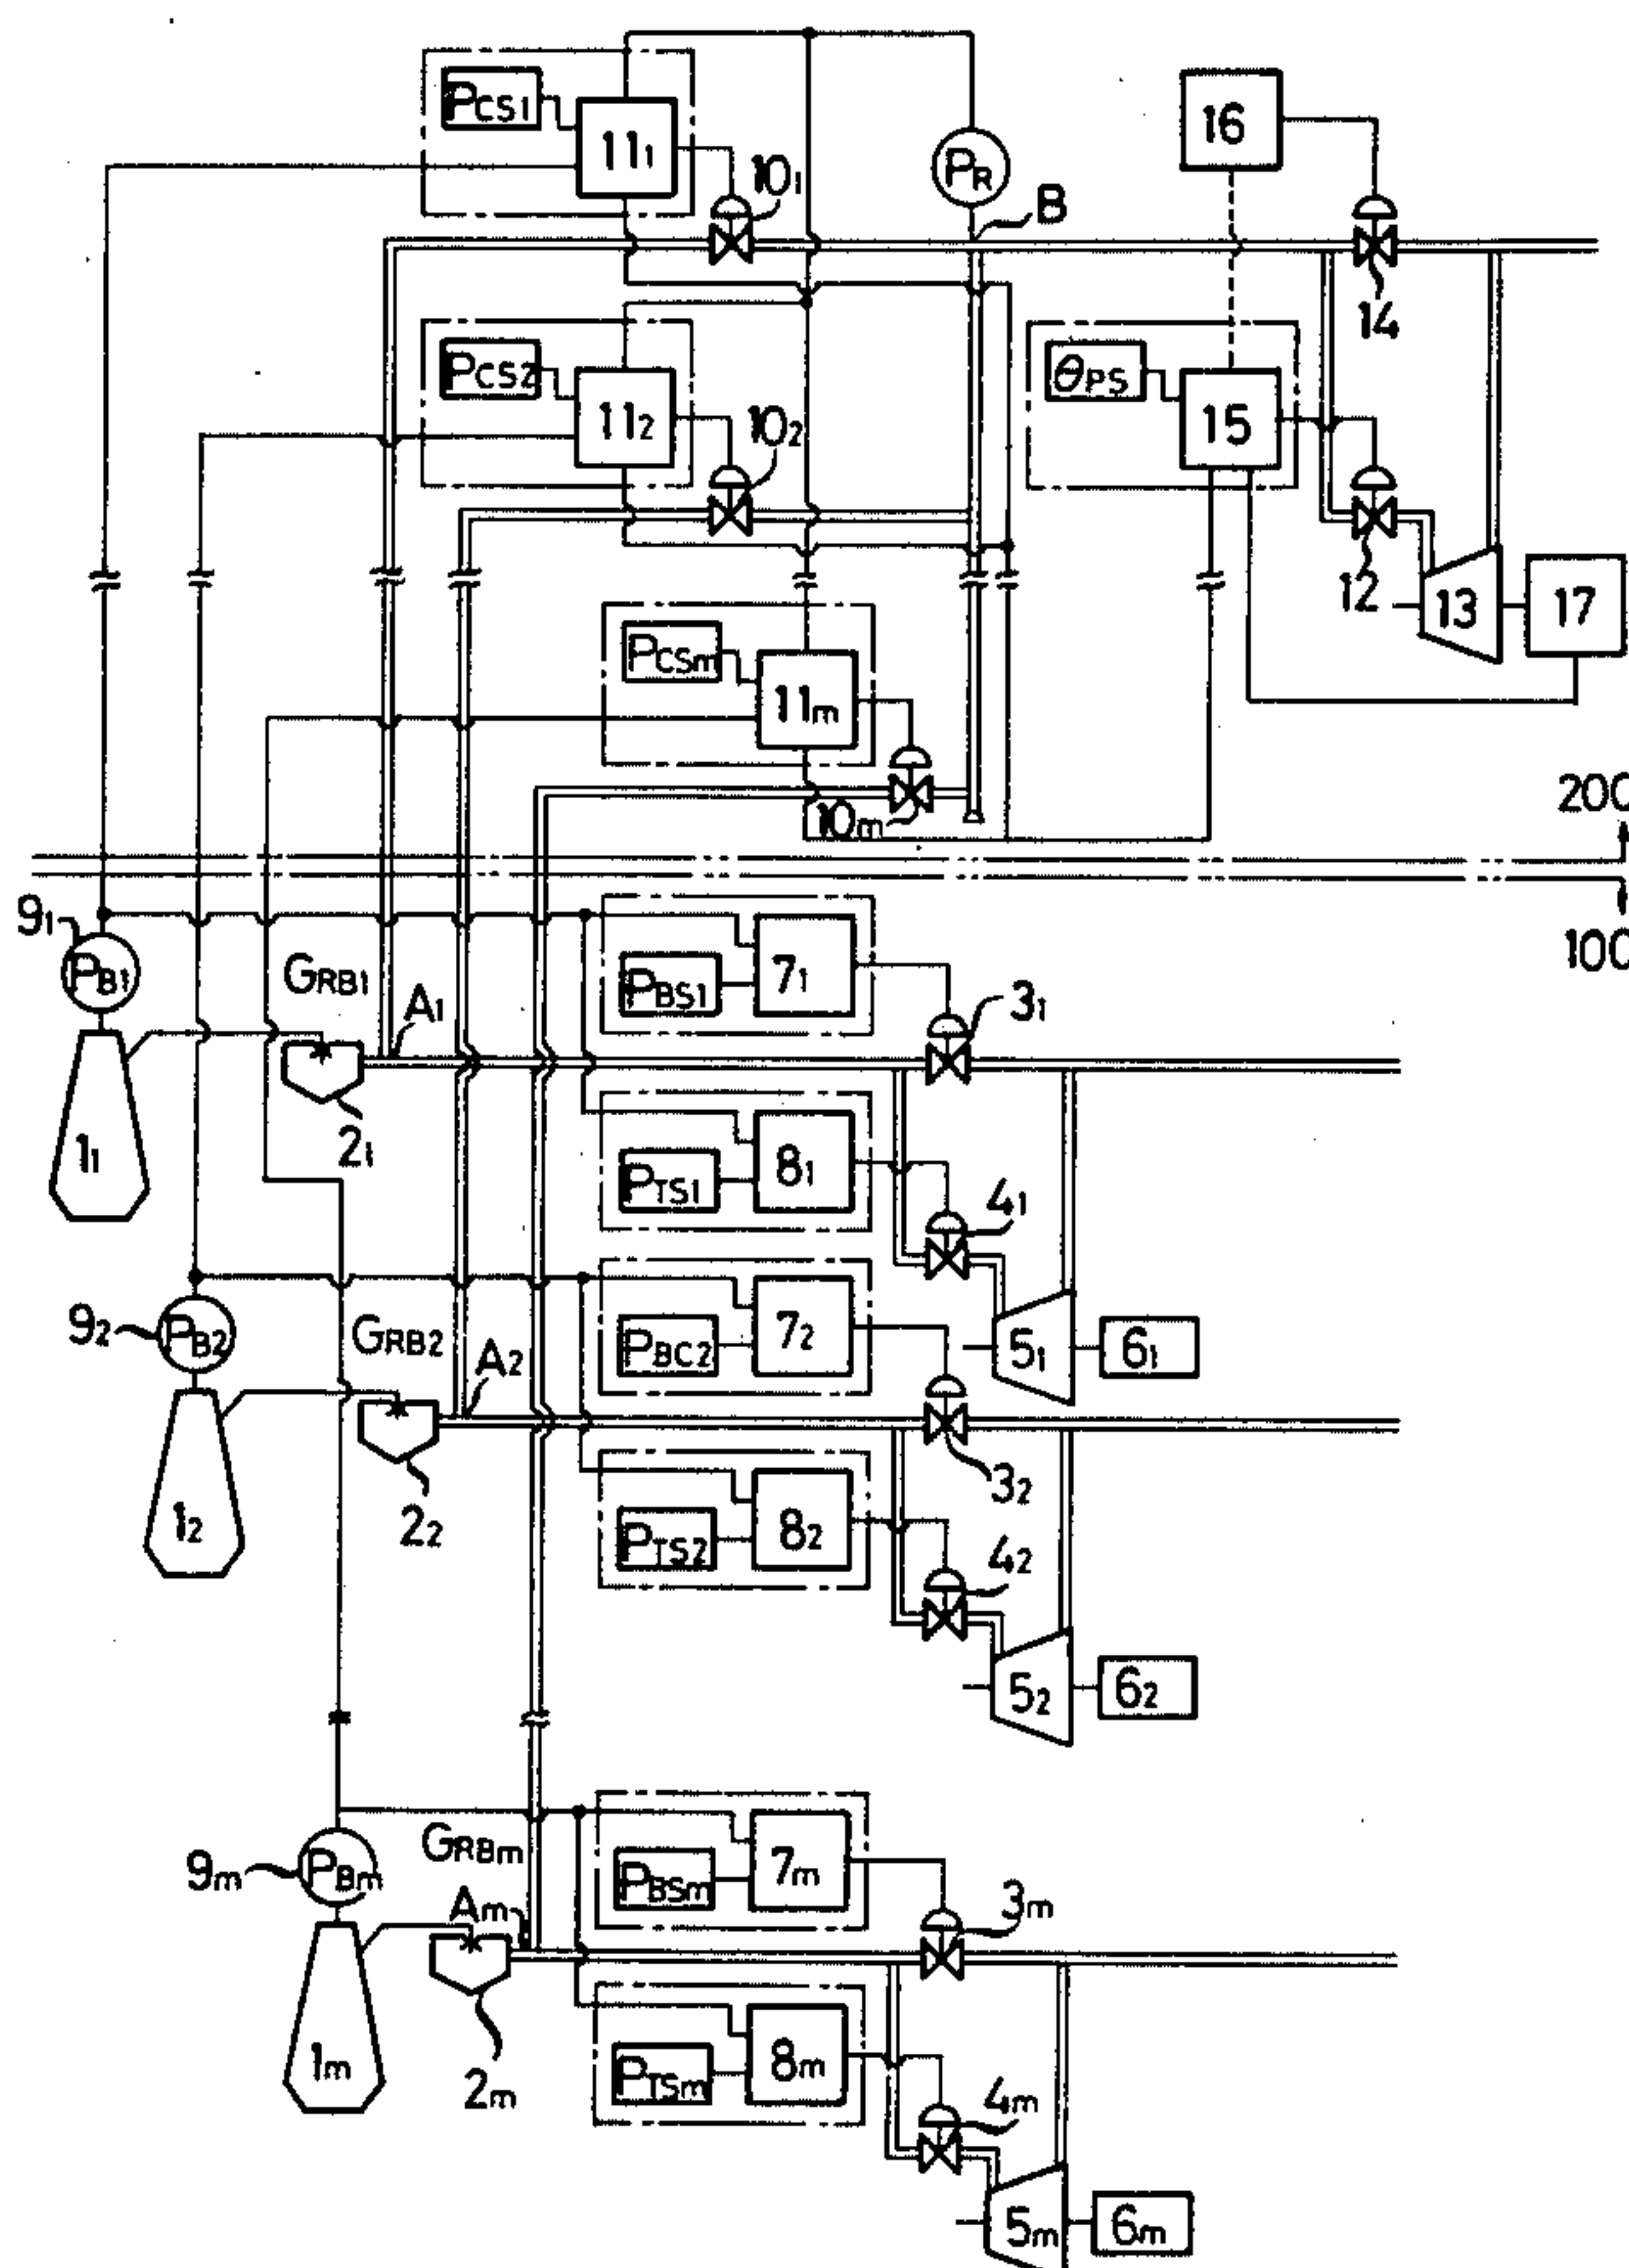 PCS1
11₁
10₁
PR
B
16
14
PCS2
11₂
10₂
θPS
15
12
13
17
PCSm
11m
10m
200
100
9₁
PB1
GRB1
A₁
PBS1
7₁
3₁
1₁
2₁
PTS1
8₁
4₁
5₁
6₁
9₂
PB2
GRB2
A₂
PBC2
7₂
3₂
1₂
2₂
PTS2
8₂
4₂
5₂
6₂
9m
PBm
GRBm
Am
PBSm
7m
3m
1m
2m
PTSm
8m
4m
5m
6m